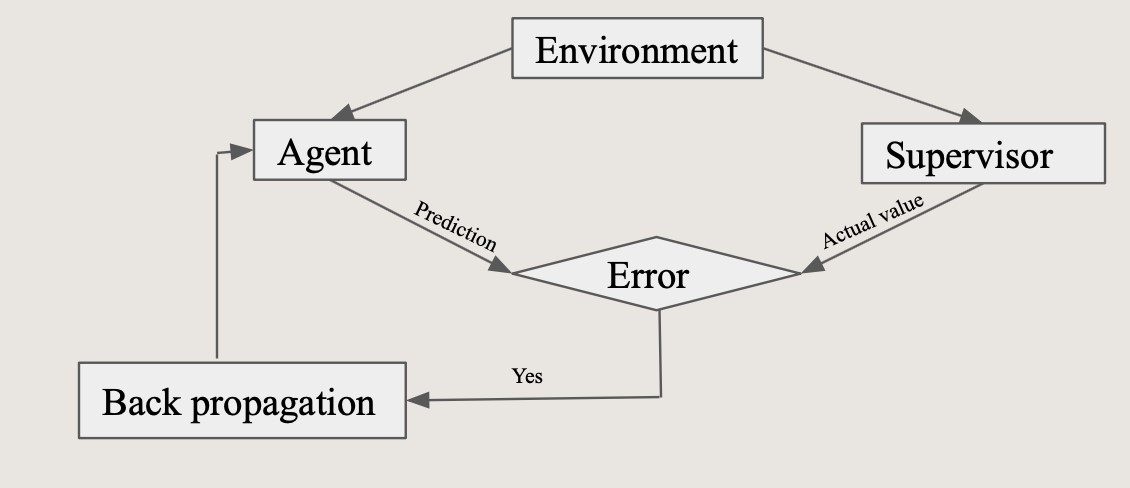 Environment
Agent
Supervisor
Prediction
Actual value
Error
Yes
Back propagation